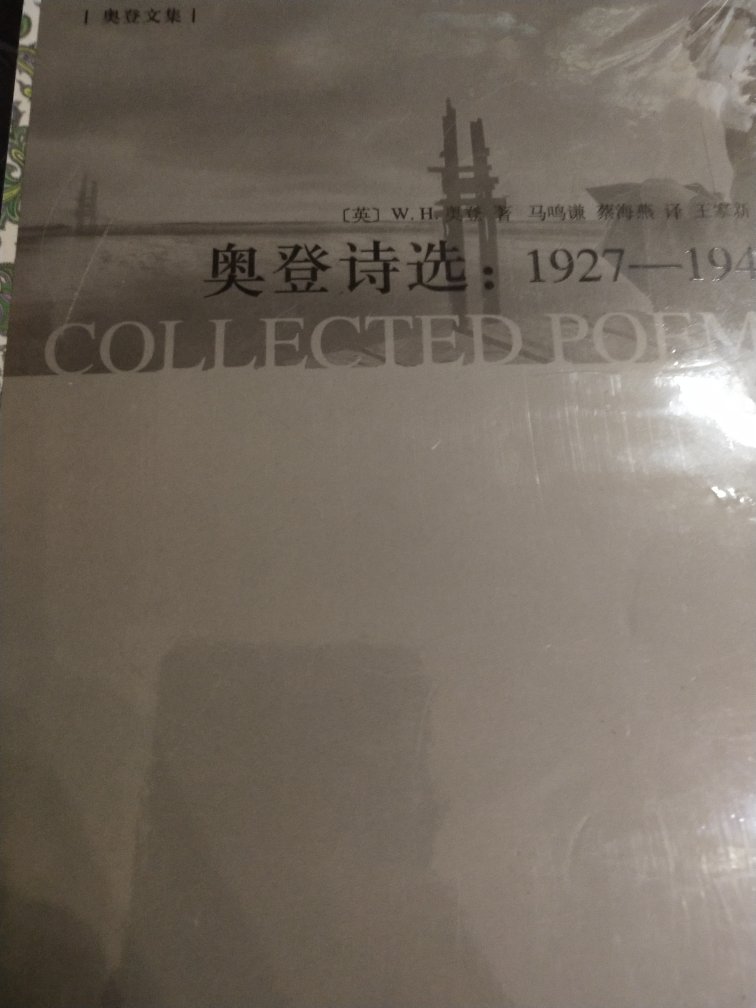 | 奥登文集 |
〔英〕 W. H. 奥登 著 马鸣谦 蔡海燕 译 王家新
奥登诗选：1927—194
COLLECTED POEM